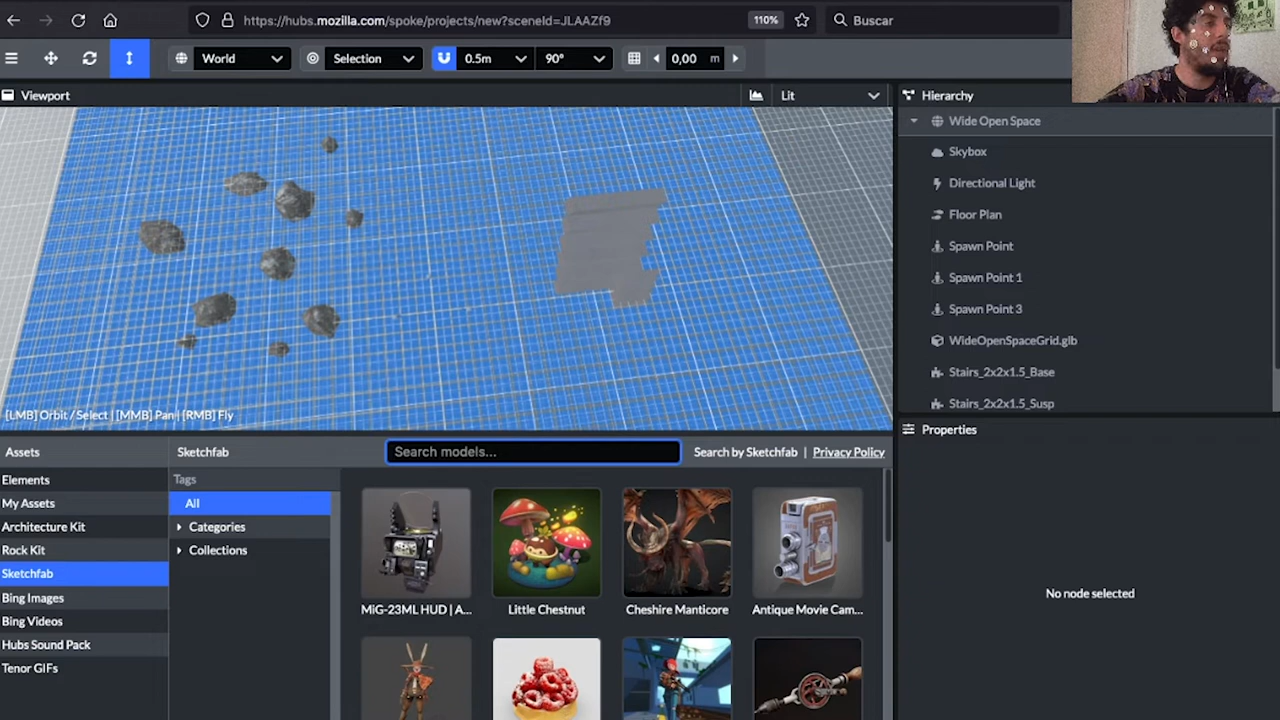 https://hubs.mozilla.com/spoke/projects/new?sceneId=JLAAZf9
110%
Buscar
World
Selection
0.5m
90°
0,00 m
Viewport
Lit
Hierarchy
Wide Open Space
Skybox
Directional Light
Floor Plan
Spawn Point
Spawn Point 1
Spawn Point 3
WideOpenSpaceGrid.glb
Stairs_2x2x1.5_Base
Stairs_2x2x1.5_Susp
[LMB] Orbit / Select | [MMB] Pan | [RMB] Fly
Properties
No node selected
Assets
Elements
My Assets
Architecture Kit
Rock Kit
Sketchfab
Bing Images
Bing Videos
Hubs Sound Pack
Tenor GIFs
Sketchfab
Search models...
Search by Sketchfab | Privacy Policy
Tags
All
Categories
Collections
MiG-23ML HUD | A...
Little Chestnut
Cheshire Manticore
Antique Movie Cam...